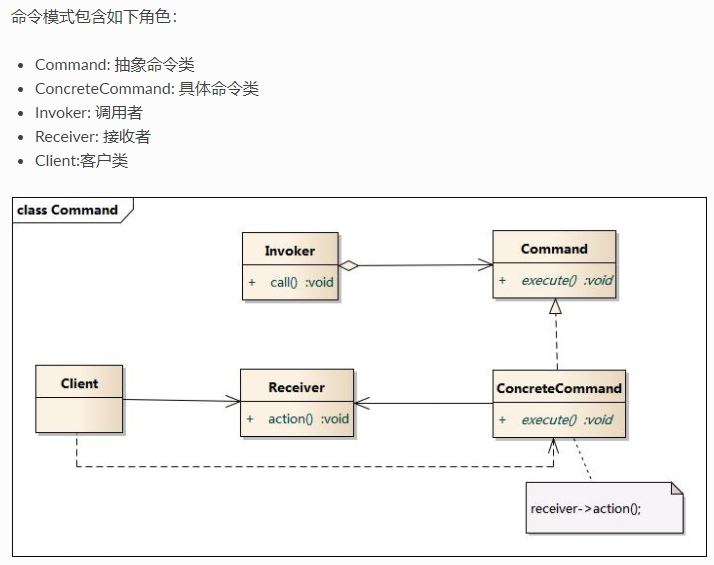 命令模式包含如下角色：
Command: 抽象命令类
ConcreteCommand: 具体命令类
Invoker: 调用者
Receiver: 接收者
Client:客户类
class Command
Invoker
+ call() :void
Command
+ execute() :void
Client
Receiver
+ action() :void
ConcreteCommand
+ execute() :void
receiver->action();